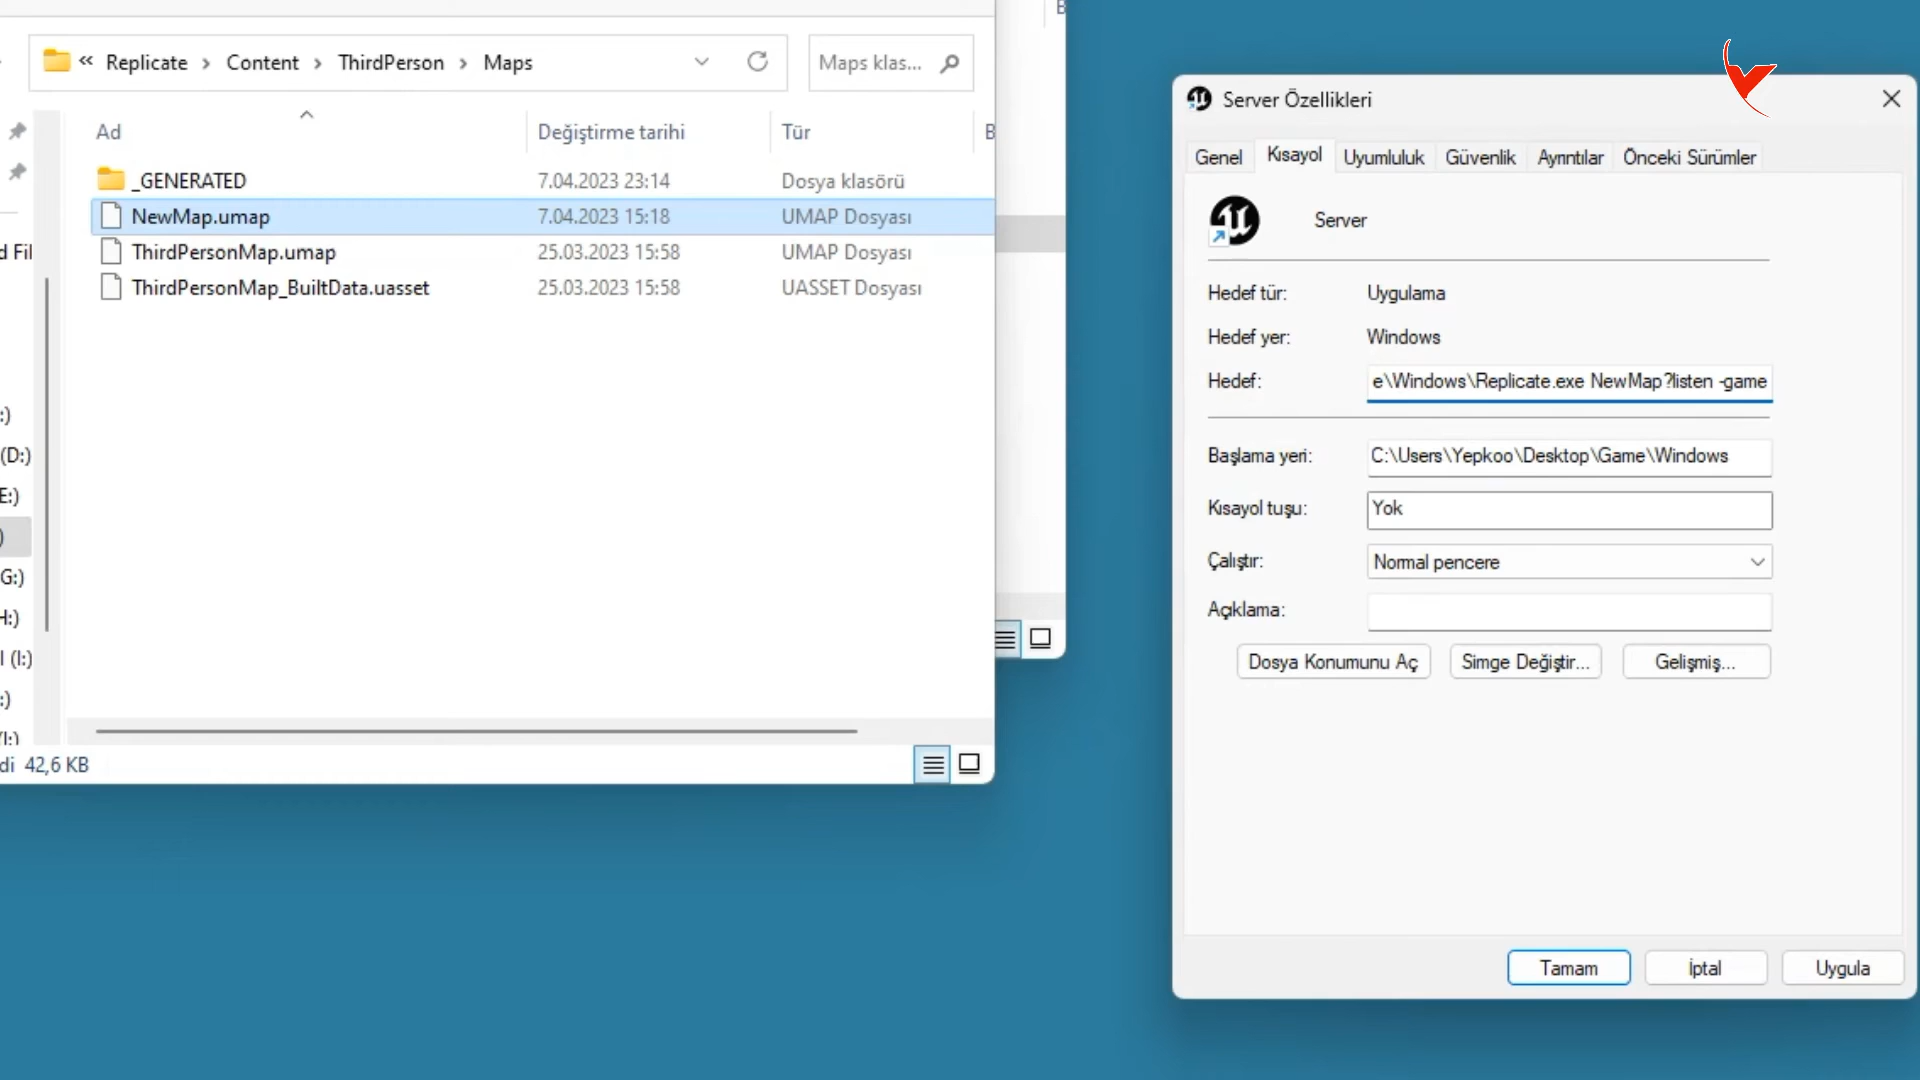 Replicate > Content > ThirdPerson > Maps
Maps klas...
Ad Değiştirme tarihi Tür B
_GENERATED 7.04.2023 23:14 Dosya klasörü
NewMap.umap 7.04.2023 15:18 UMAP Dosyası
ThirdPersonMap.umap 25.03.2023 15:58 UMAP Dosyası
ThirdPersonMap_BuiltData.uasset 25.03.2023 15:58 UASSET Dosyası
d Fil
:)
(D:)
E:)
)
G:)
H:)
l (I:)
:)
(I:)
di 42,6 KB
Server Özellikleri
Genel Kısayol Uyumluluk Güvenlik Ayrıntılar Önceki Sürümler
Server
Hedef tür: Uygulama
Hedef yer: Windows
Hedef: e\Windows\Replicate.exe NewMap?listen -game
Başlama yeri: C:\Users\Yepkoo\Desktop\Game\Windows
Kısayol tuşu: Yok
Çalıştır: Normal pencere
Açıklama:
Dosya Konumunu Aç Simge Değiştir... Gelişmiş...
Tamam İptal Uygula